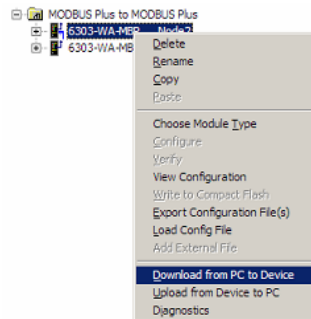 MODBUS Plus to MODBUS Plus
6303-WA-MBP Node2
6303-WA-MB
Delete
Rename
Copy
Paste
Choose Module Type
Configure
Verify
View Configuration
Write to Compact Flash
Export Configuration File(s)
Load Config File
Add External File
Download from PC to Device
Upload from Device to PC
Diagnostics